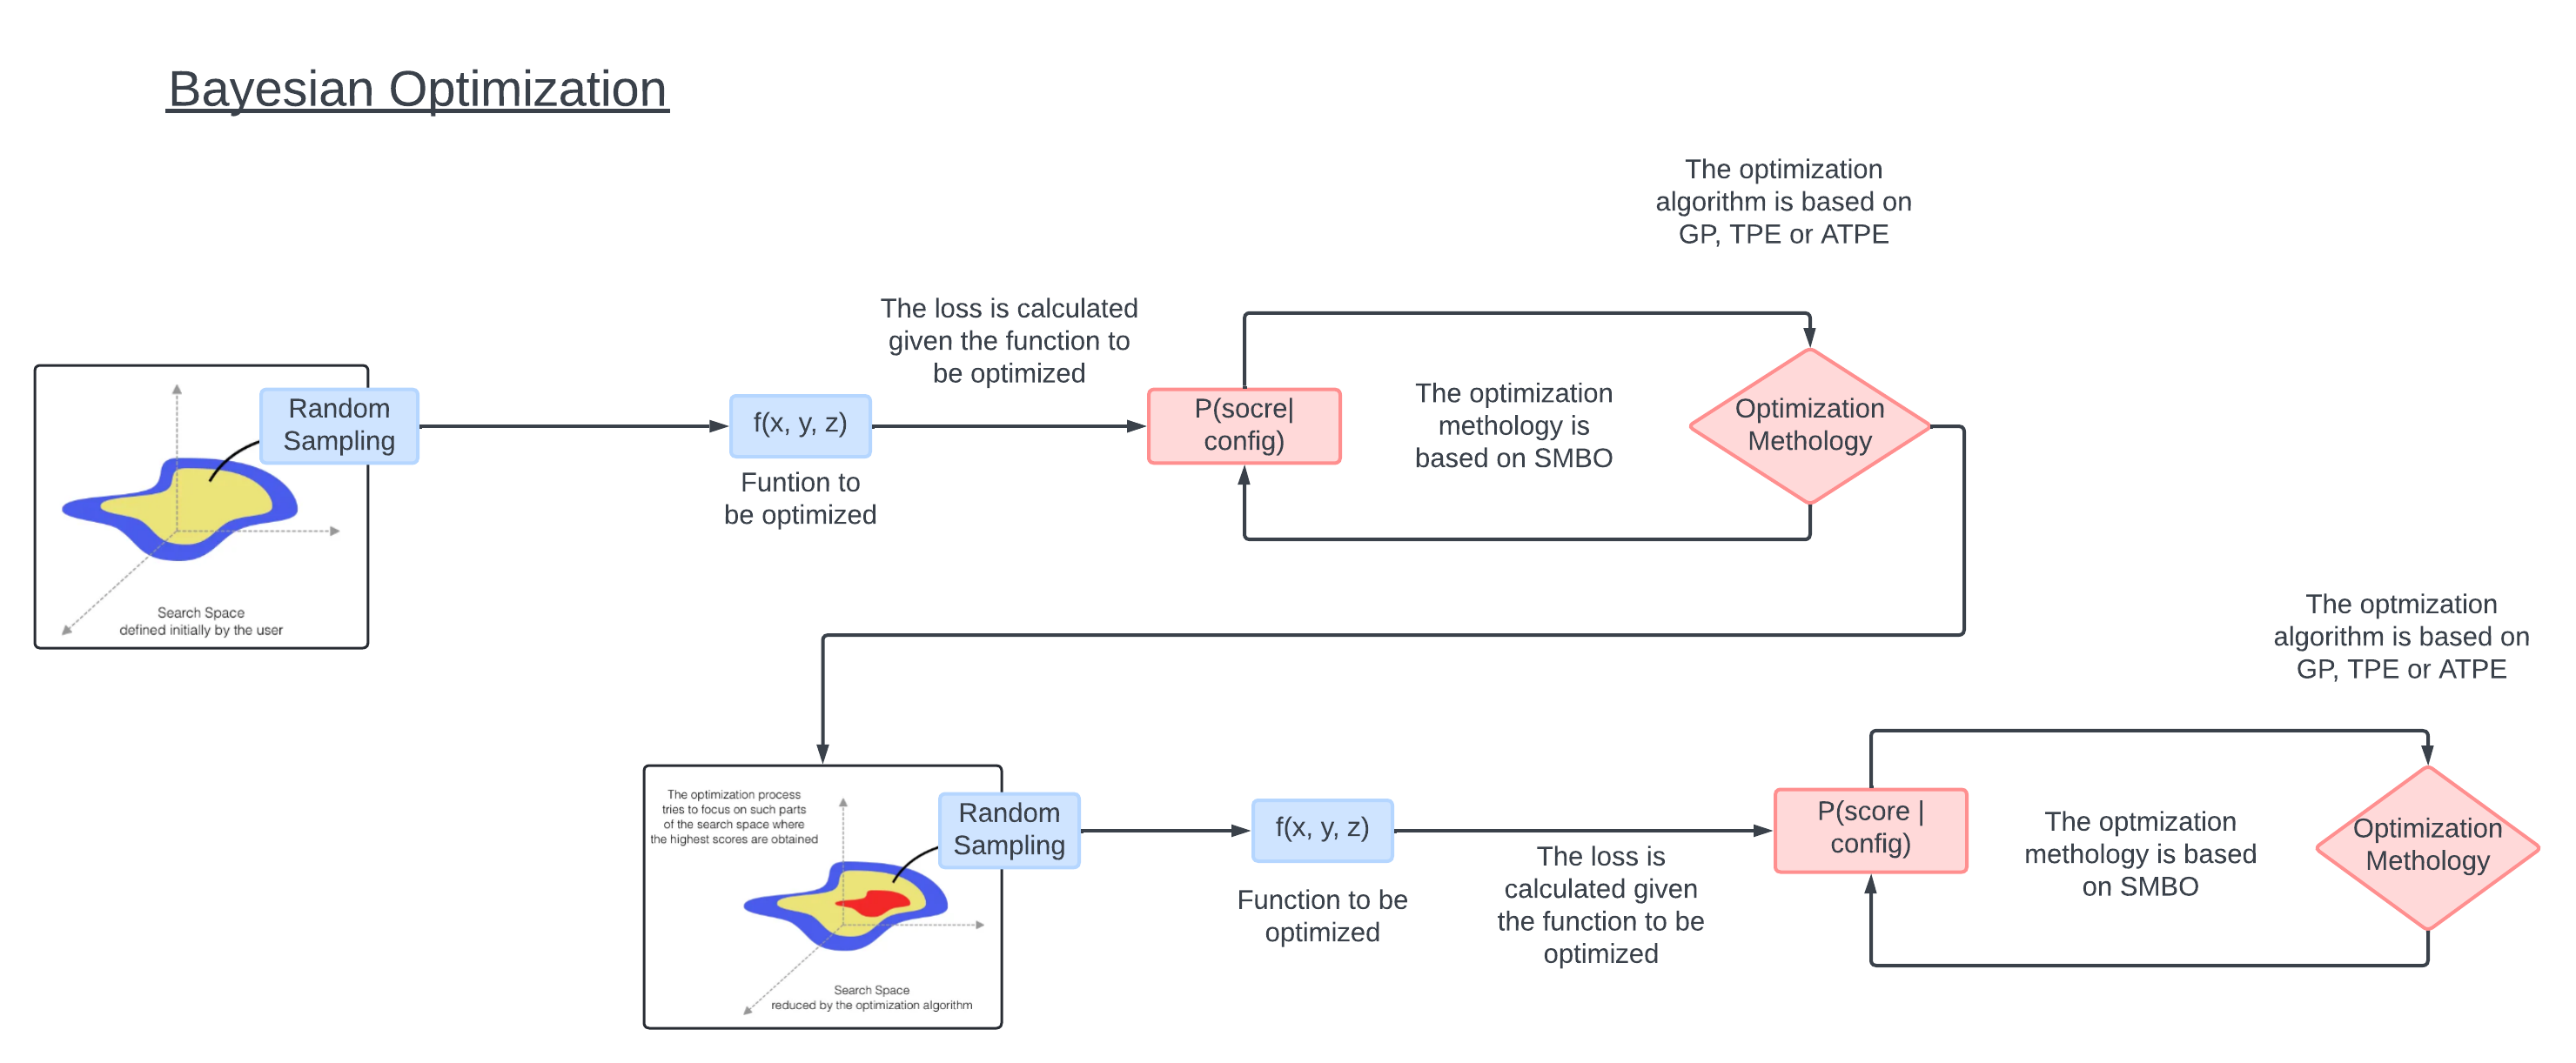 Bayesian Optimization
The optimization
algorithm is based on
GP, TPE or ATPE
The loss is calculated
given the function to
be optimized
Random
Sampling
f(x, y, z)
Funtion to
be optimized
P(socre|
config)
The optimization
methology is
based on SMBO
Optimization
Methology
Search Space
defined initially by the user
The optmization
algorithm is based on
GP, TPE or ATPE
The optimization process
tries to focus on such parts
of the search space where
the highest scores are obtained
Random
Sampling
f(x, y, z)
Function to be
optimized
The loss is
calculated given
the function to be
optimized
P(score |
config)
The optmization
methology is based
on SMBO
Optimization
Methology
Search Space
reduced by the optimization algorithm